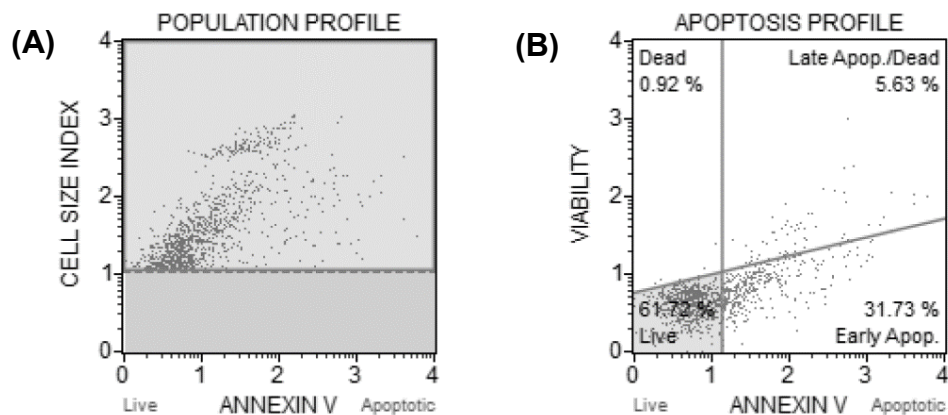 (A)
POPULATION PROFILE
4
3
2
1
0
CELL SIZE INDEX
0 1 2 3 4
Live ANNEXIN V Apoptotic
(B)
APOPTOSIS PROFILE
4
3
2
1
0
VIABILITY
Dead
0.92 %
Late Apop./Dead
5.63 %
61.72 %
Live
31.73 %
Early Apop.
0 1 2 3 4
Live ANNEXIN V Apoptotic